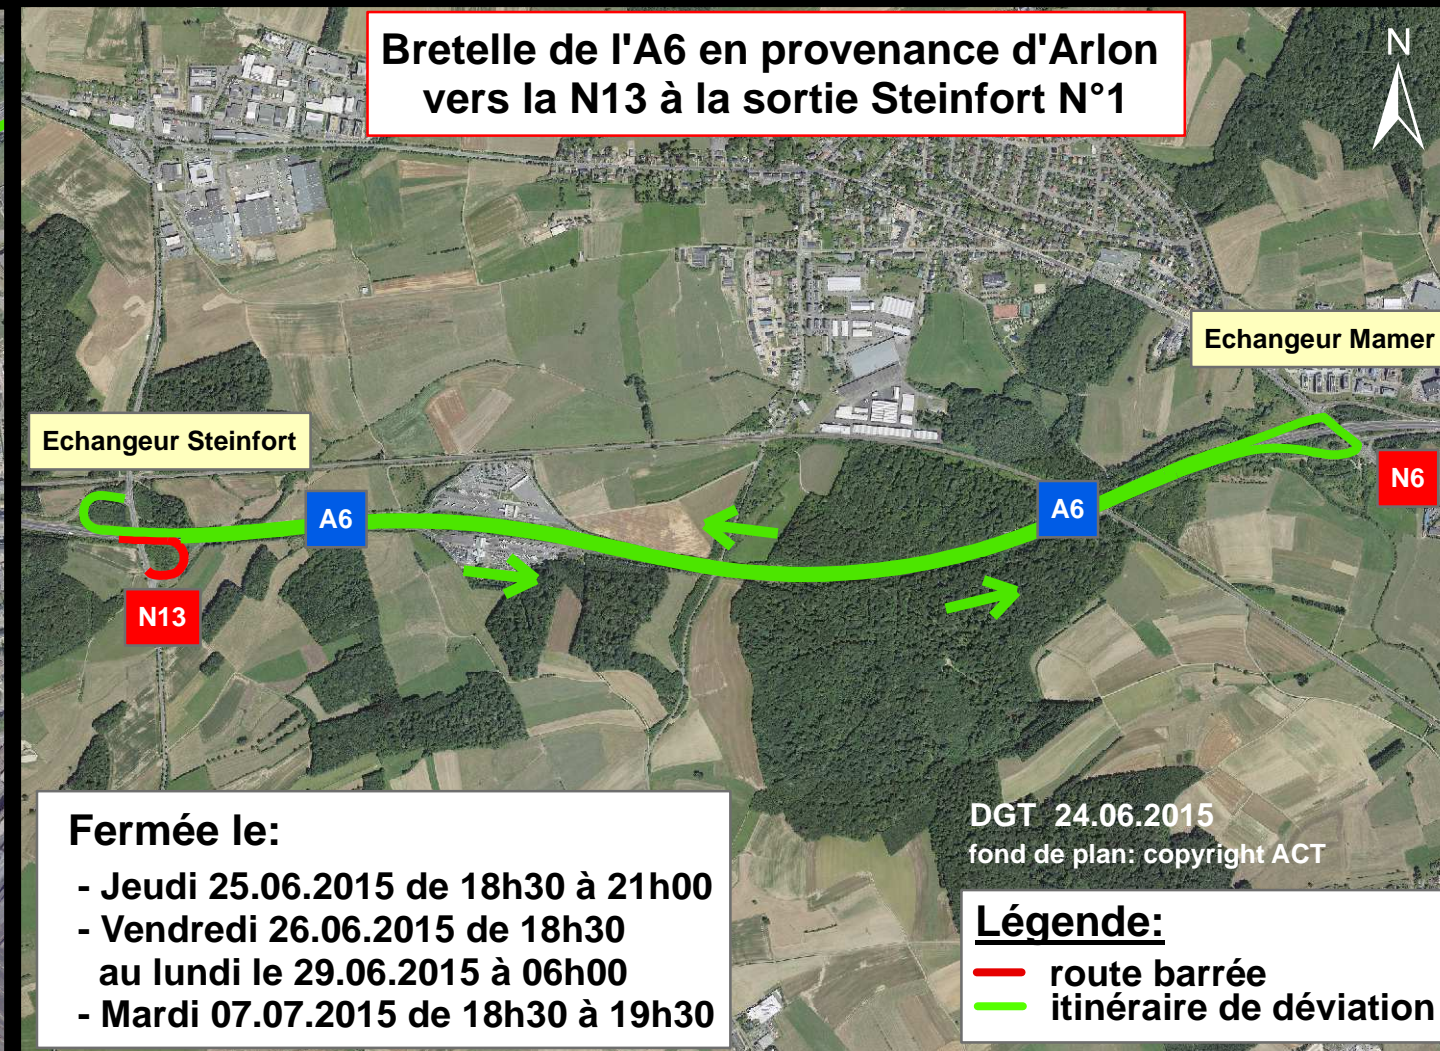 Bretelle de l'A6 en provenance d'Arlon
vers la N13 à la sortie Steinfort N°1
N
Echangeur Mamer
Echangeur Steinfort
N6
A6
A6
N13
Fermée le:
- Jeudi 25.06.2015 de 18h30 à 21h00
- Vendredi 26.06.2015 de 18h30
au lundi le 29.06.2015 à 06h00
- Mardi 07.07.2015 de 18h30 à 19h30
DGT 24.06.2015
fond de plan: copyright ACT
Légende:
route barrée
itinéraire de déviation